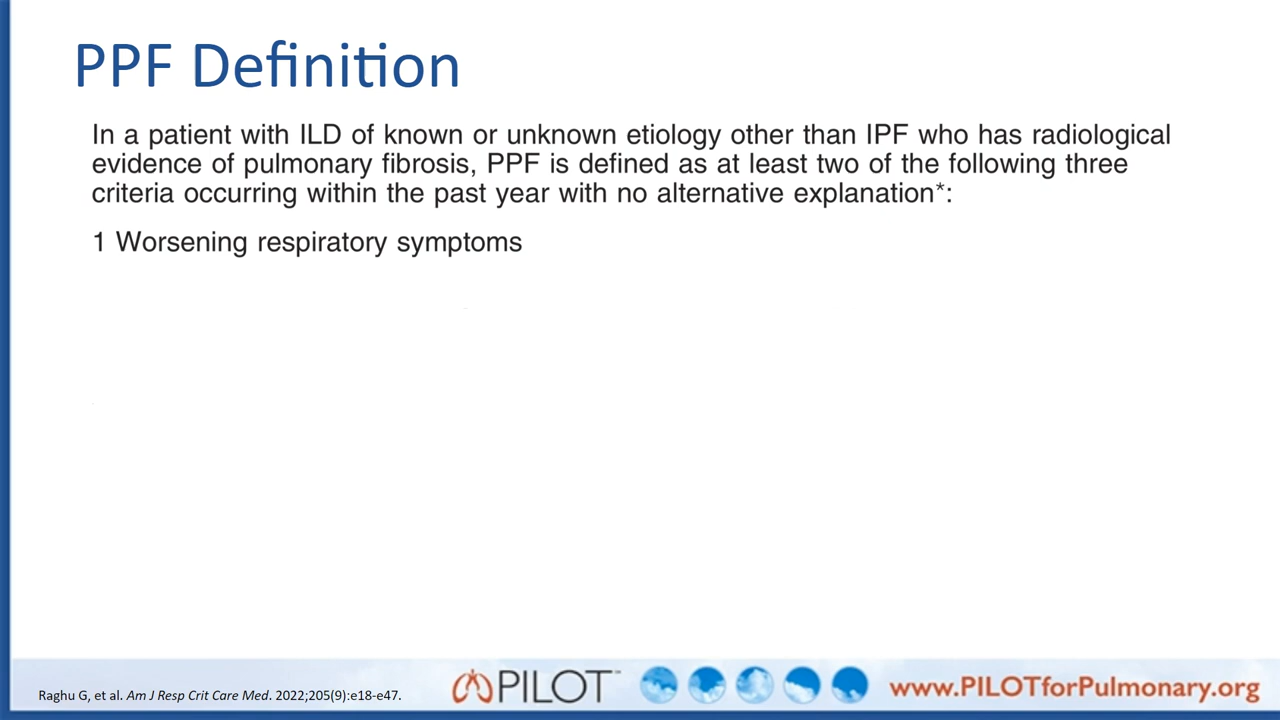 PPF Definition
In a patient with ILD of known or unknown etiology other than IPF who has radiological
evidence of pulmonary fibrosis, PPF is defined as at least two of the following three
criteria occurring within the past year with no alternative explanation*:
1 Worsening respiratory symptoms
Raghu G, et al. Am J Resp Crit Care Med. 2022;205(9):e18-e47.
PILOT™
www.PILOTforPulmonary.org